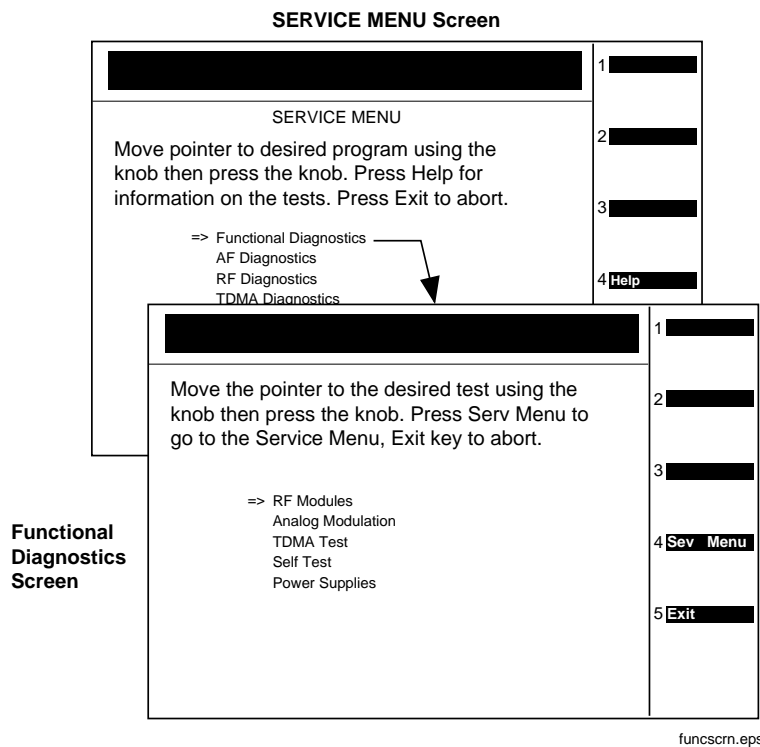 SERVICE MENU Screen
1
SERVICE MENU
2
Move pointer to desired program using the
knob then press the knob. Press Help for
information on the tests. Press Exit to abort.
3
=> Functional Diagnostics
AF Diagnostics
RF Diagnostics
4 Help
TDMA Diagnostics
1
Move the pointer to the desired test using the
knob then press the knob. Press Serv Menu to
go to the Service Menu, Exit key to abort.
2
3
=> RF Modules
Analog Modulation
TDMA Test
Self Test
Power Supplies
4 Sev Menu
5 Exit
Functional
Diagnostics
Screen
funcscrn.eps